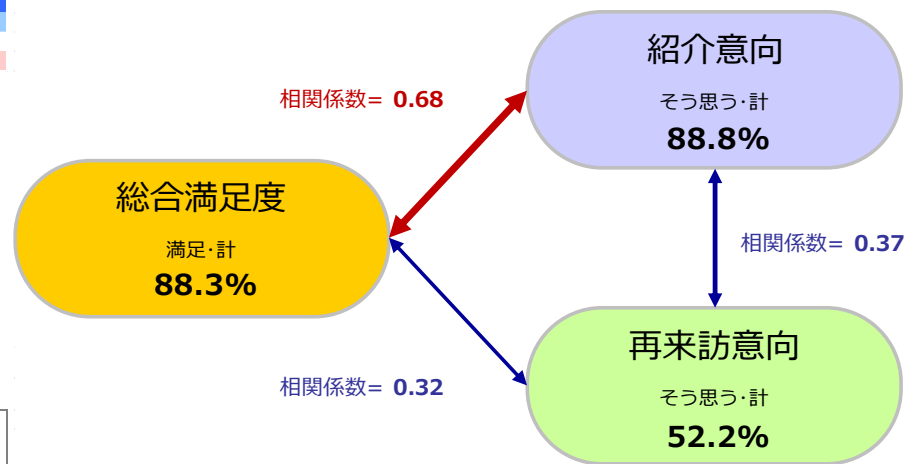 紹介意向
そう思う・計
88.8%
相関係数= 0.68
総合満足度
満足・計
88.3%
相関係数= 0.37
相関係数= 0.32
再来訪意向
そう思う・計
52.2%